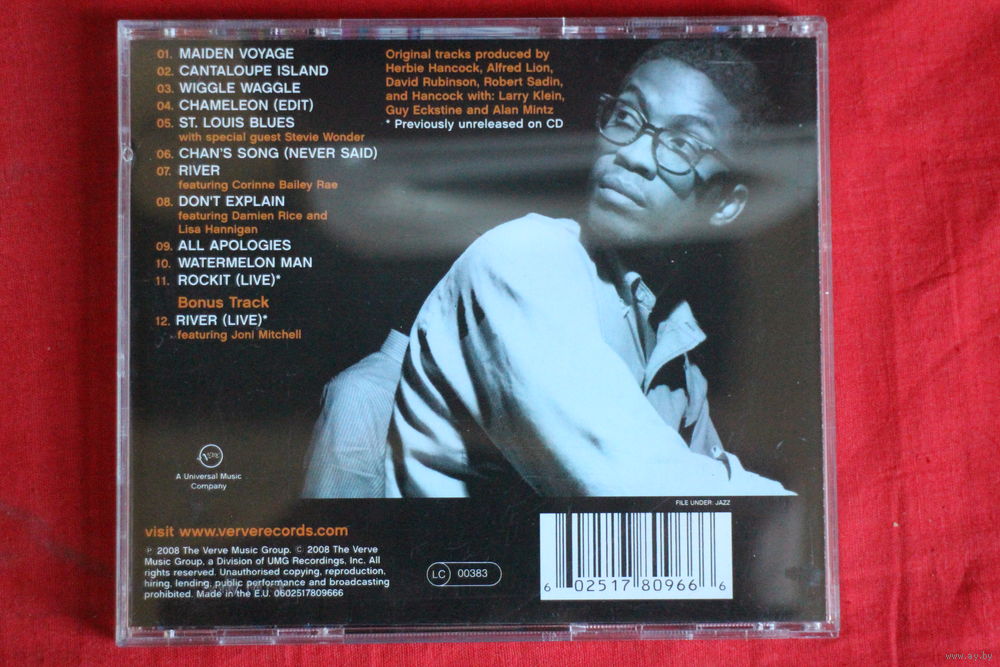 01. MAIDEN VOYAGE
02. CANTALOUPE ISLAND
03. WIGGLE WAGGLE
04. CHAMELEON (EDIT)
05. ST. LOUIS BLUES
with special guest Stevie Wonder
06. CHAN'S SONG (NEVER SAID)
07. RIVER
featuring Corinne Bailey Rae
08. DON'T EXPLAIN
featuring Damien Rice and
Lisa Hannigan
09. ALL APOLOGIES
10. WATERMELON MAN
11. ROCKIT (LIVE)*
Bonus Track
12. RIVER (LIVE)*
featuring Joni Mitchell
Original tracks produced by
Herbie Hancock, Alfred Lion,
David Rubinson, Robert Sadin,
and Hancock with: Larry Klein,
Guy Eckstine and Alan Mintz
* Previously unreleased on CD
Verve
A Universal Music
Company
visit www.ververecords.com
℗ 2008 The Verve Music Group. © 2008 The Verve
Music Group, a Division of UMG Recordings, Inc. All
rights reserved. Unauthorised copying, reproduction,
hiring, lending, public performance and broadcasting
prohibited. Made in the E.U. 0602517809666
LC 00383
FILE UNDER: JAZZ
6 02517 80966 6
www.ay.by